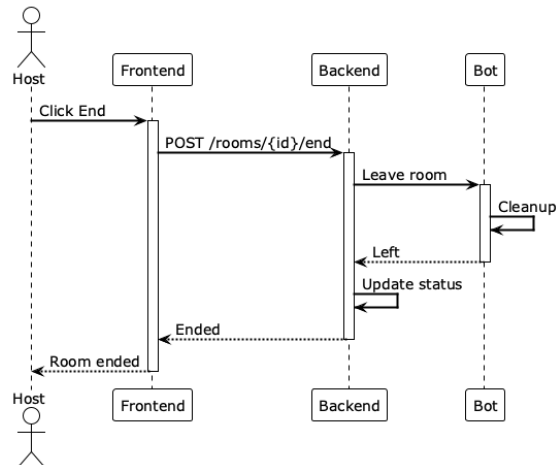 Host
Frontend
Backend
Bot
Click End
POST /rooms/{id}/end
Leave room
Cleanup
Left
Update status
Ended
Room ended
Host
Frontend
Backend
Bot